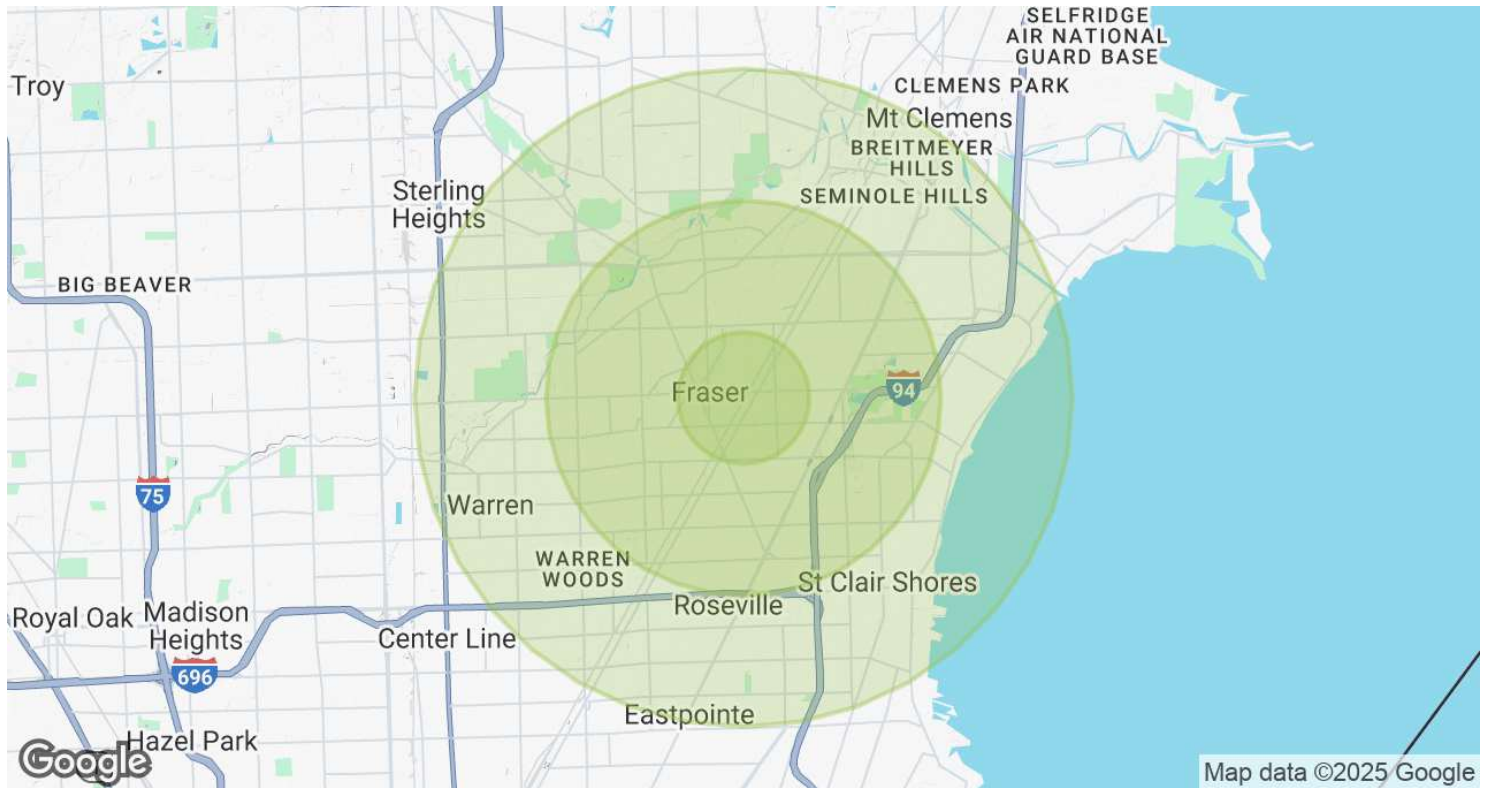 SELFRIDGE
AIR NATIONAL
GUARD BASE
Troy
CLEMENS PARK
Mt Clemens
BREITMEYER
HILLS
Sterling
Heights
SEMINOLE HILLS
BIG BEAVER
Fraser
94
75
Warren
WARREN
WOODS
St Clair Shores
Roseville
Royal Oak
Madison
Heights
Center Line
696
Eastpointe
Hazel Park
Google
Map data ©2025 Google